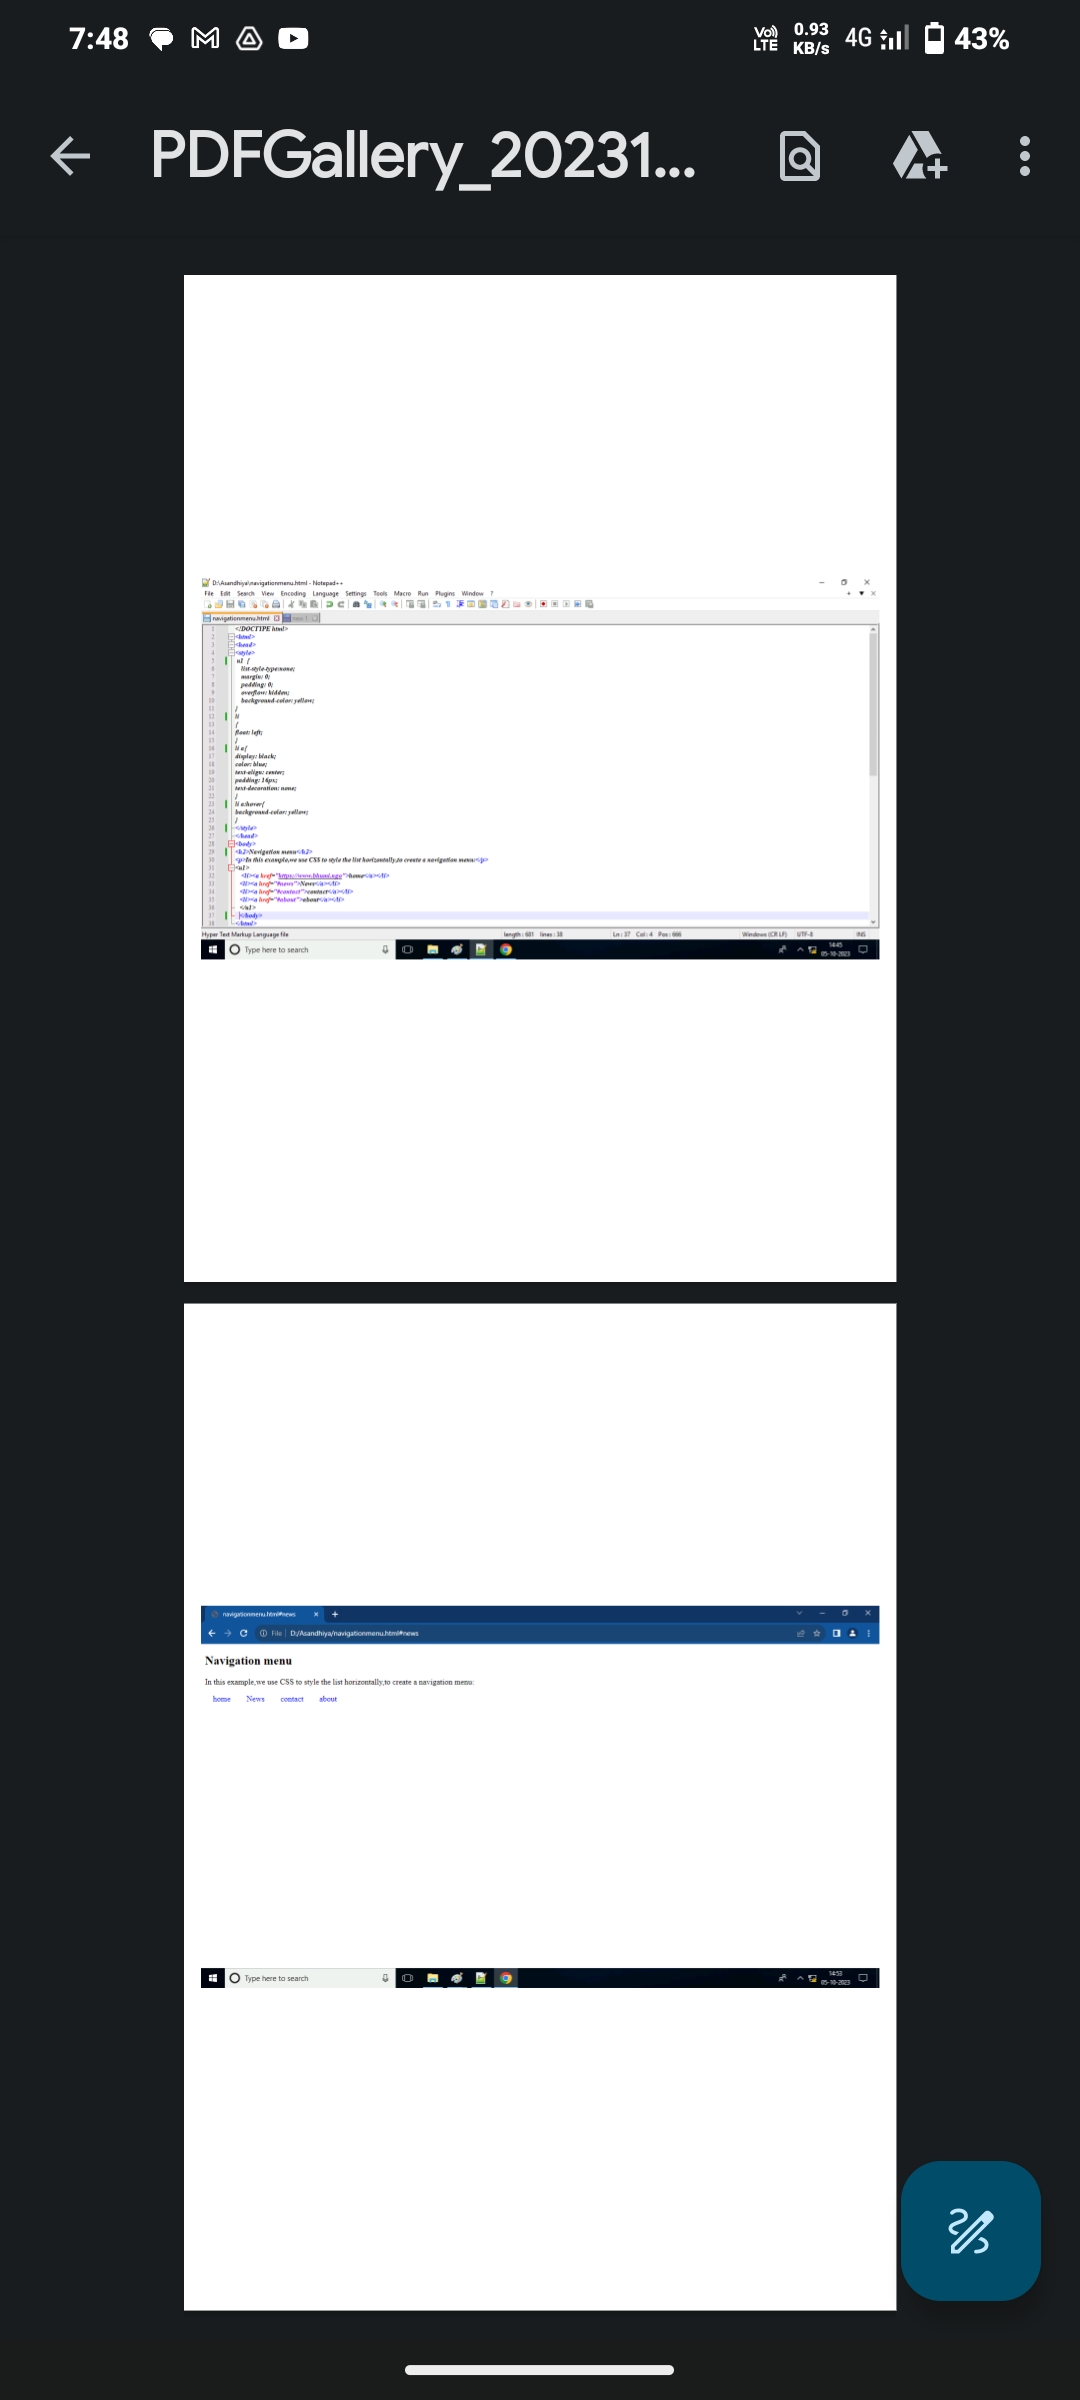 7:48
Vo)) LTE 0.93 KB/s 4G 43%
PDFGallery_20231...
D:\Asandhiya\navigationmenu.html - Notepad++
File Edit Search View Encoding Language Settings Tools Macro Run Plugins Window ?
navigationmenu.html new 1
<!DOCTYPE html>
<html>
<head>
<style>
ul {
list-style-type:none;
margin: 0;
padding: 0;
overflow: hidden;
background-color: yellow;
}
li
{
float: left;
}
li a{
display: black;
color: blue;
text-align: center;
padding: 16px;
text-decoration: none;
}
li a:hover{
background-color: yellow;
}
</style>
</head>
<body>
<h2>Navigation menu</h2>
<p>In this example,we use CSS to style the list horizontally,to create a navigation menu:</p>
<ul>
<li><a href="https://www.bhumi.ngo">home</a></li>
<li><a href="#news">News</a></li>
<li><a href="#contact">contact</a></li>
<li><a href="#about">about</a></li>
</ul>
</body>
</html>
Hyper Text Markup Language file length : 681 lines : 38 Ln : 37 Col : 4 Pos : 666 Windows (CR LF) UTF-8 INS
Type here to search 14:45
05-10-2023
navigationmenu.html#news
File D:/Asandhiya/navigationmenu.html#news
Navigation menu
In this example,we use CSS to style the list horizontally,to create a navigation menu:
home News contact about
Type here to search 14:53
05-10-2023